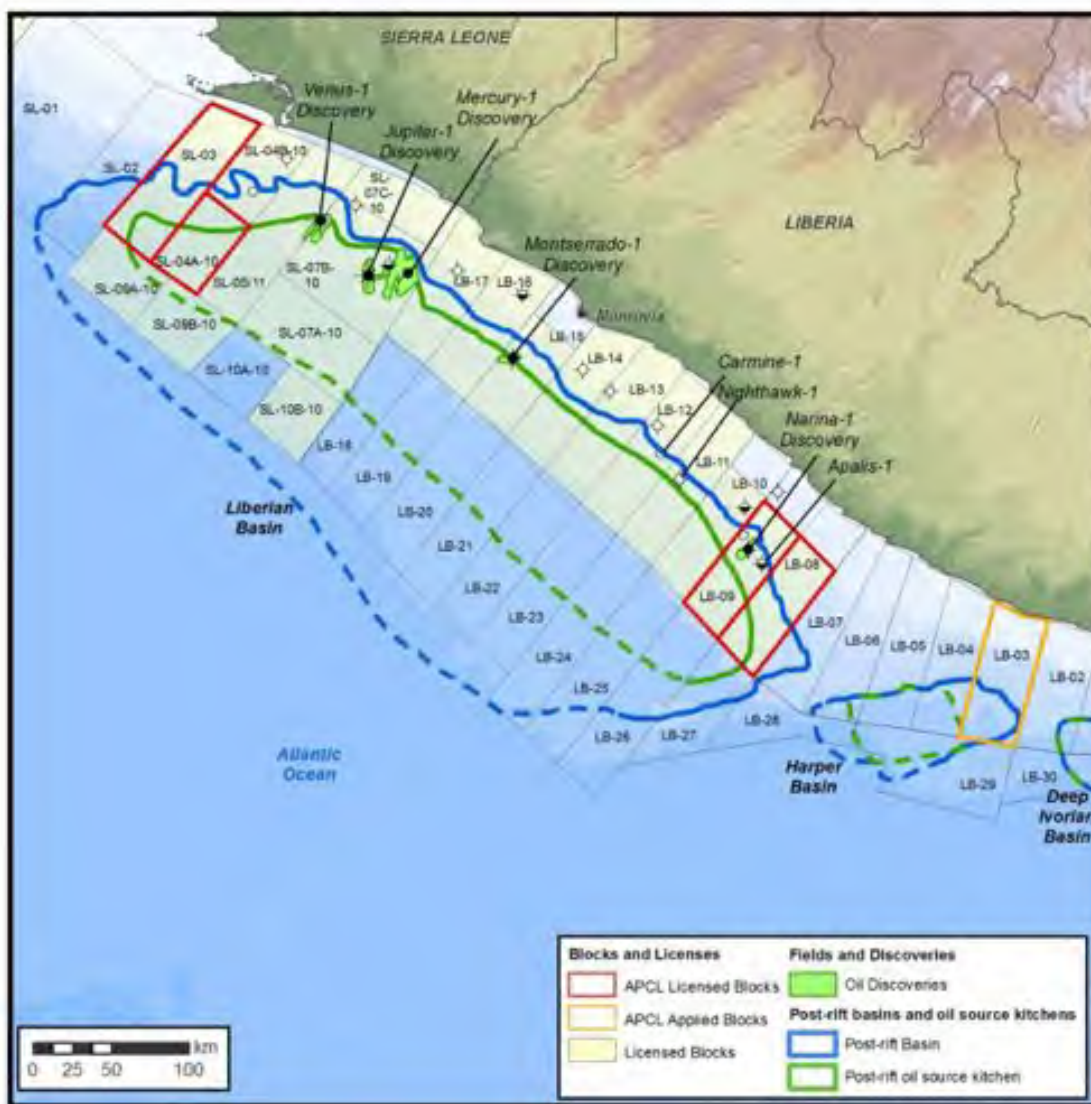 SIERRA LEONE
Venus-1
Discovery
Mercury-1
Discovery
Jupiter-1
Discovery
SL-01
SL-02
SL-03
SL-04B-10
SL-
07C-
10
LIBERIA
Montserrado-1
Discovery
SL-04A-10
SL-05/11
SL-07B-
10
LB-17
LB-16
SL-09A-10
SL-09B-10
SL-07A-10
Monrovia
LB-15
LB-14
Carmine-1
SL-10A-10
LB-13
Nighthawk-1
SL-10B-10
LB-12
Narina-1
Discovery
LB-18
LB-11
Apalis-1
LB-19
LB-10
Liberian
Basin
LB-20
LB-21
LB-08
LB-22
LB-09
LB-23
LB-07
LB-06
LB-05
LB-04
LB-03
LB-02
LB-24
LB-25
LB-26
LB-27
LB-28
Atlantic
Ocean
Harper
Basin
LB-29
LB-30
Deep
Ivorian
Basin
Blocks and Licenses
APCL Licensed Blocks
APCL Applied Blocks
Licensed Blocks
Fields and Discoveries
Oil Discoveries
Post-rift basins and oil source kitchens
Post-rift Basin
Post-rift oil source kitchen
km
0 25 50 100